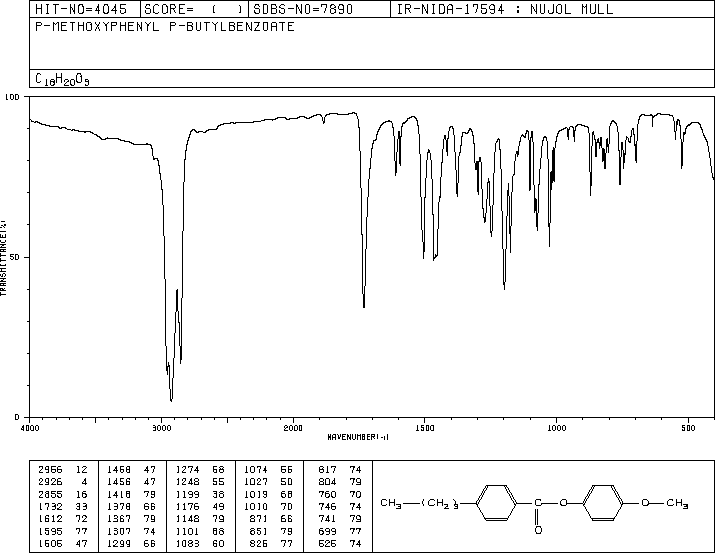 HIT-NO=4045 SCORE= ( ) SDBS-NO=7890 IR-NIDA-17594 : NUJOL MULL
P-METHOXYPHENYL P-BUTYLBENZOATE
C18H20O3
100
50
0
TRANSMITTANCE(%)
4000 3000 2000 1500 1000 500
WAVENUMBER(-1)
2956 12 1468 47 1274 58 1074 55 817 74
2926 4 1456 47 1248 55 1027 50 804 79
2855 16 1418 79 1199 38 1019 68 760 70
1732 33 1378 66 1176 49 1010 70 746 74
1612 72 1367 79 1148 79 871 66 741 79
1595 77 1307 74 1101 68 851 79 699 77
1505 47 1299 66 1083 60 825 77 525 74
CH3 (CH2)3 C O O CH3
O